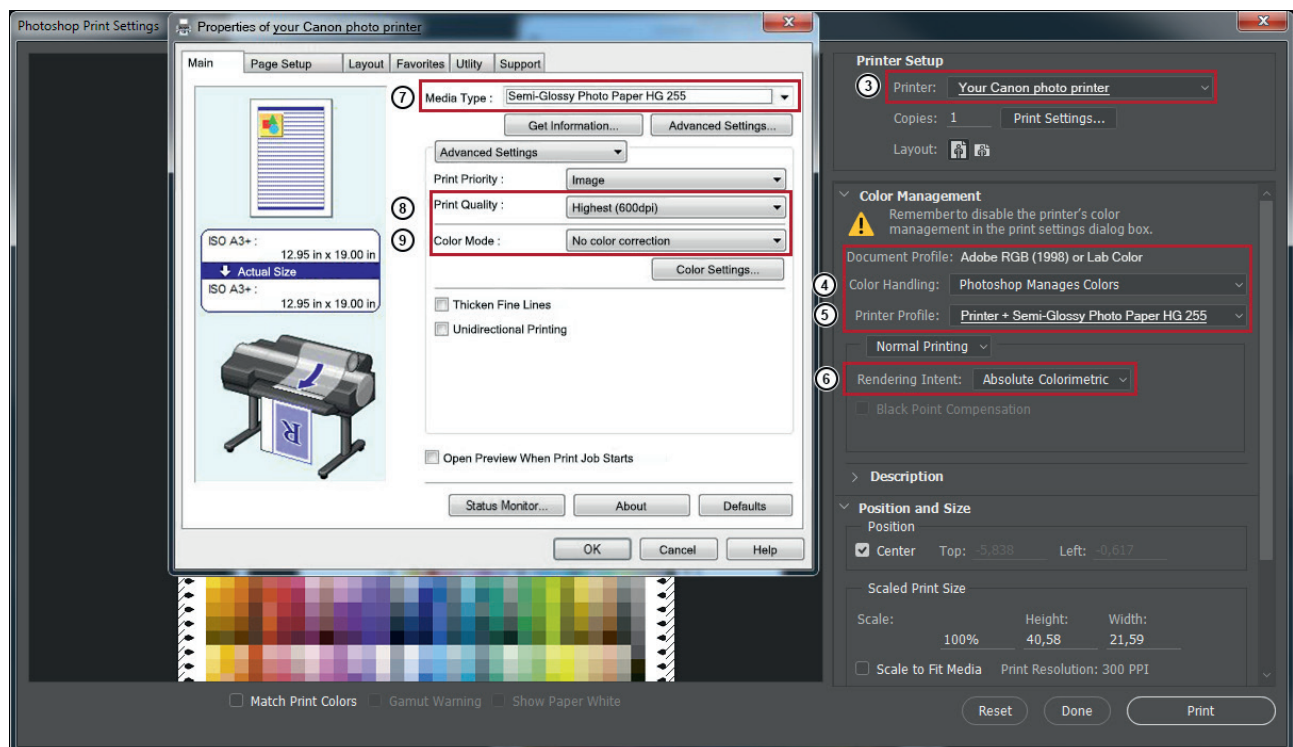 Photoshop Print Settings
Properties of your Canon photo printer
Main Page Setup Layout Favorites Utlity Support
7 Media Type : Semi-Glossy Photo Paper HG 255
Get Information... Advanced Settings...
Advanced Settings
Print Priority : Image
8 Print Quality : Highest (600dpi)
9 Color Mode : No color correction
Color Settings...
Thicken Fine Lines
Unidirectional Printing
ISO A3+ :
12.95 in x 19.00 in
Actual Size
ISO A3+ :
12.95 in x 19.00 in
R
Open Preview When Print Job Starts
Status Monitor... About Defaults
OK Cancel Help
Printer Setup
3 Printer: Your Canon photo printer
Copies: 1 Print Settings...
Layout:
Color Management
Remember to disable the printer's color
management in the print settings dialog box.
Document Profile: Adobe RGB (1998) or Lab Color
4 Color Handling: Photoshop Manages Colors
5 Printer Profile: Printer + Semi-Glossy Photo Paper HG 255
Normal Printing
6 Rendering Intent: Absolute Colorimetric
Black Point Compensation
Description
Position and Size
Position
Center Top: -5,838 Left: -0,617
Scaled Print Size
Scale: Height: Width:
100% 40,58 21,59
Scale to Fit Media Print Resolution: 300 PPI
Match Print Colors Gamut Warning Show Paper White
Reset Done Print